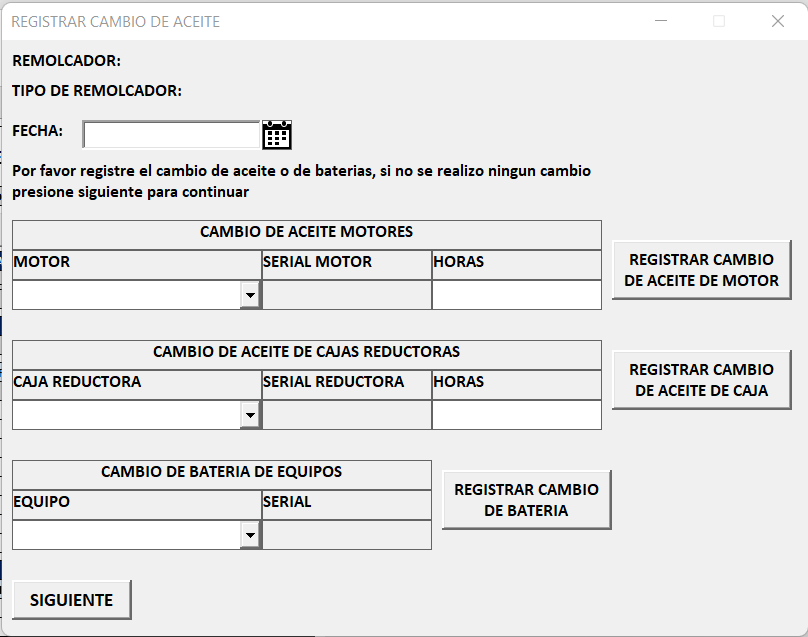 REGISTRAR CAMBIO DE ACEITE
REMOLCADOR:
TIPO DE REMOLCADOR:
FECHA:
Por favor registre el cambio de aceite o de baterias, si no se realizo ningun cambio
presione siguiente para continuar
CAMBIO DE ACEITE MOTORES
MOTOR SERIAL MOTOR HORAS
REGISTRAR CAMBIO
DE ACEITE DE MOTOR
CAMBIO DE ACEITE DE CAJAS REDUCTORAS
CAJA REDUCTORA SERIAL REDUCTORA HORAS
REGISTRAR CAMBIO
DE ACEITE DE CAJA
CAMBIO DE BATERIA DE EQUIPOS
EQUIPO SERIAL
REGISTRAR CAMBIO
DE BATERIA
SIGUIENTE